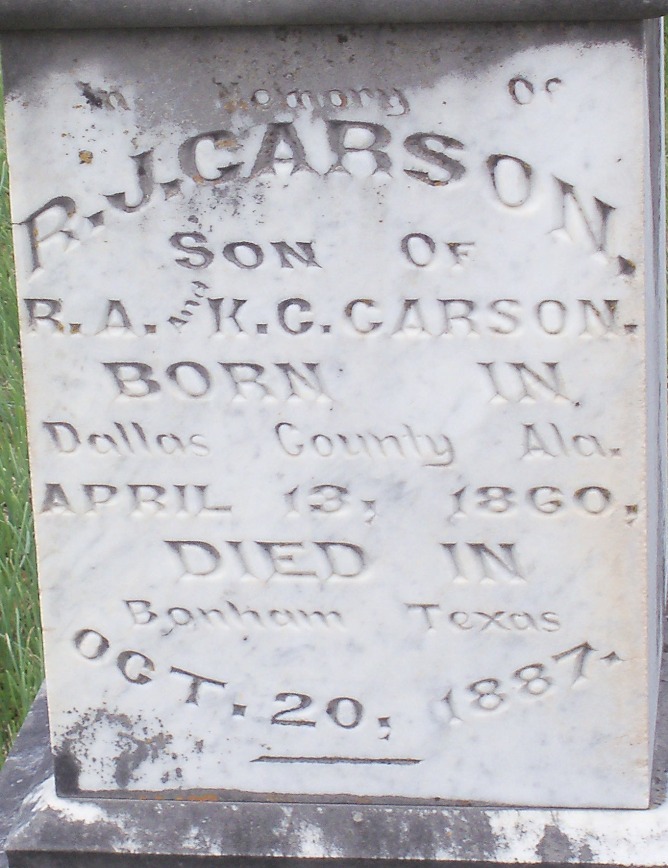 In Memory Of
R.J.CARSON.
SON OF
R.A. And K.C.CARSON.
BORN IN
Dallas County Ala.
APRIL 13, 1860,
DIED IN
Bonham Texas
OCT. 20, 1887.